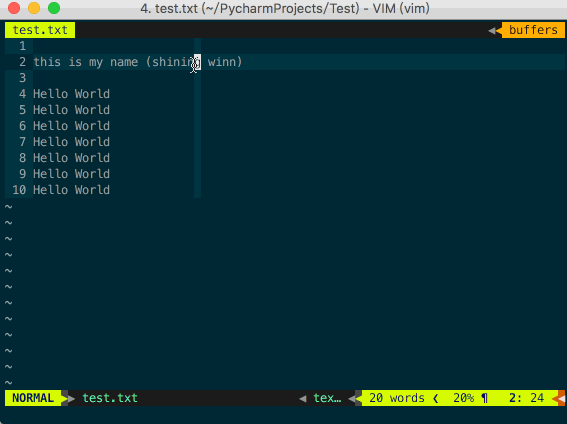 4. test.txt (~/PycharmProjects/Test) - VIM (vim)
test.txt buffers
1
2 this is my name (shining winn)
3
4 Hello World
5 Hello World
6 Hello World
7 Hello World
8 Hello World
9 Hello World
10 Hello World
~
~
~
~
~
~
~
~
~
~
~
~
NORMAL test.txt tex… 20 words ❮ 20% ¶ 2: 24